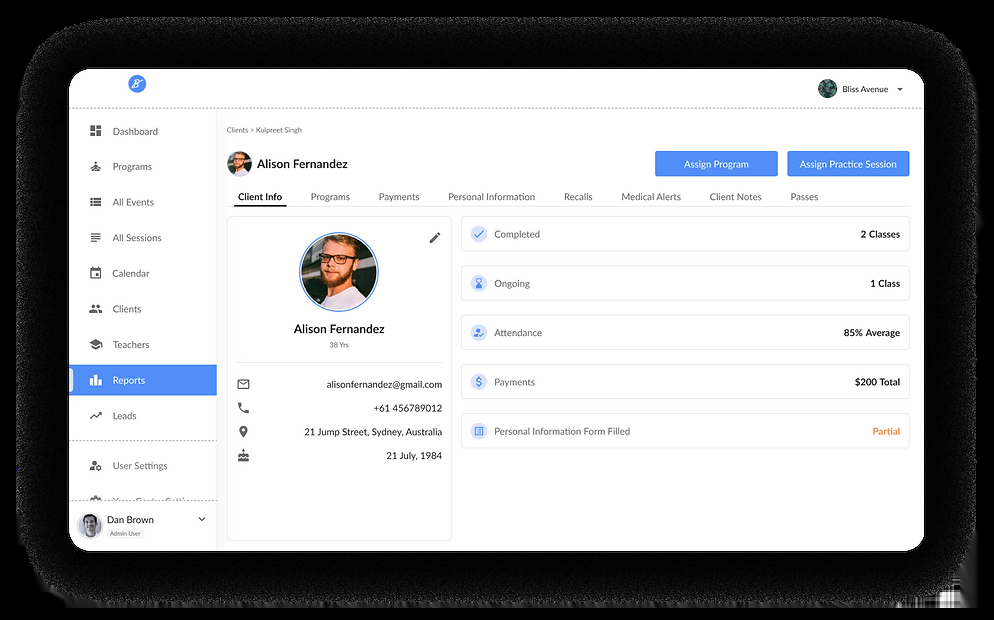 B
Bliss Avenue
Dashboard
Programs
All Events
All Sessions
Calendar
Clients
Teachers
Reports
Leads
User Settings
Dan Brown
Admin User
Clients > Kulpreet Singh
Alison Fernandez
Assign Program
Assign Practice Session
Client Info Programs Payments Personal Information Recalls Medical Alerts Client Notes Passes
Alison Fernandez
38 Yrs
alisonfernandez@gmail.com
+61 456789012
21 Jump Street, Sydney, Australia
21 July, 1984
Completed 2 Classes
Ongoing 1 Class
Attendance 85% Average
Payments $200 Total
Personal Information Form Filled Partial